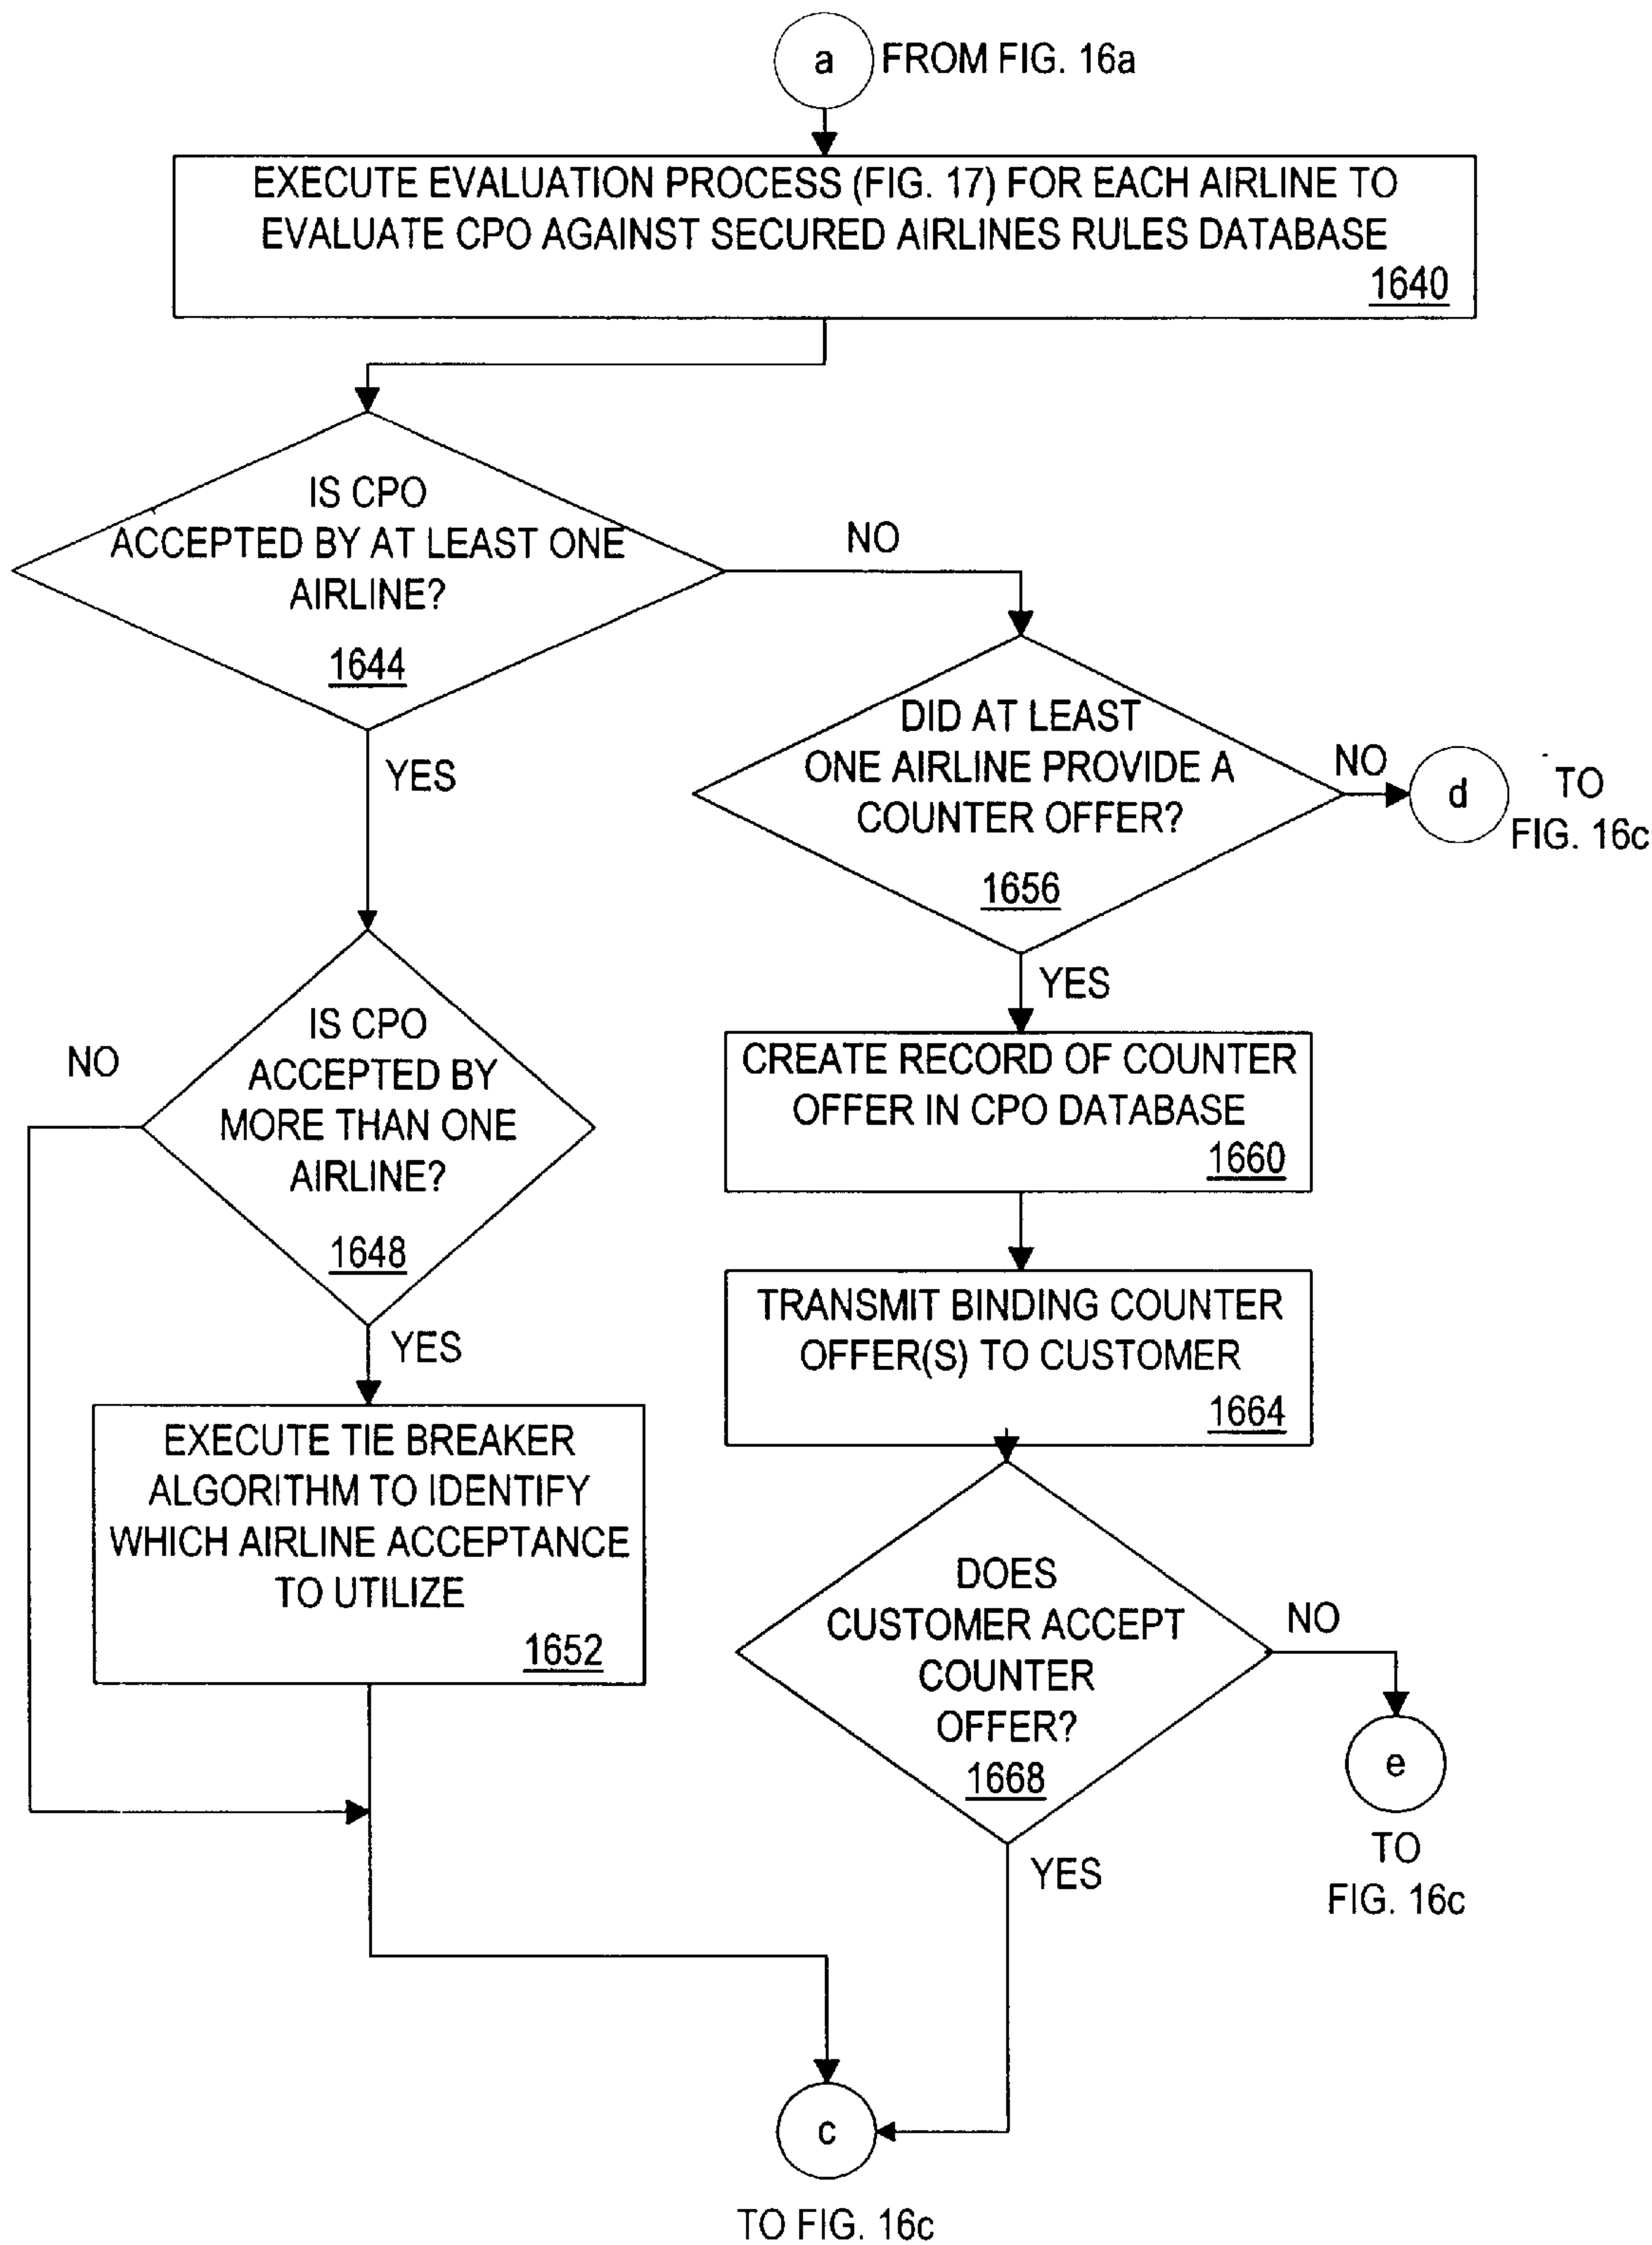 a FROM FIG. 16a
EXECUTE EVALUATION PROCESS (FIG. 17) FOR EACH AIRLINE TO
EVALUATE CPO AGAINST SECURED AIRLINES RULES DATABASE
1640
IS CPO
ACCEPTED BY AT LEAST ONE
AIRLINE?
1644
NO
YES
DID AT LEAST
ONE AIRLINE PROVIDE A
COUNTER OFFER?
1656
NO
d
TO
FIG. 16c
YES
IS CPO
ACCEPTED BY
MORE THAN ONE
AIRLINE?
1648
NO
YES
CREATE RECORD OF COUNTER
OFFER IN CPO DATABASE
1660
TRANSMIT BINDING COUNTER
OFFER(S) TO CUSTOMER
1664
EXECUTE TIE BREAKER
ALGORITHM TO IDENTIFY
WHICH AIRLINE ACCEPTANCE
TO UTILIZE
1652
DOES
CUSTOMER ACCEPT
COUNTER
OFFER?
1668
NO
e
TO
FIG. 16c
YES
c
TO FIG. 16c